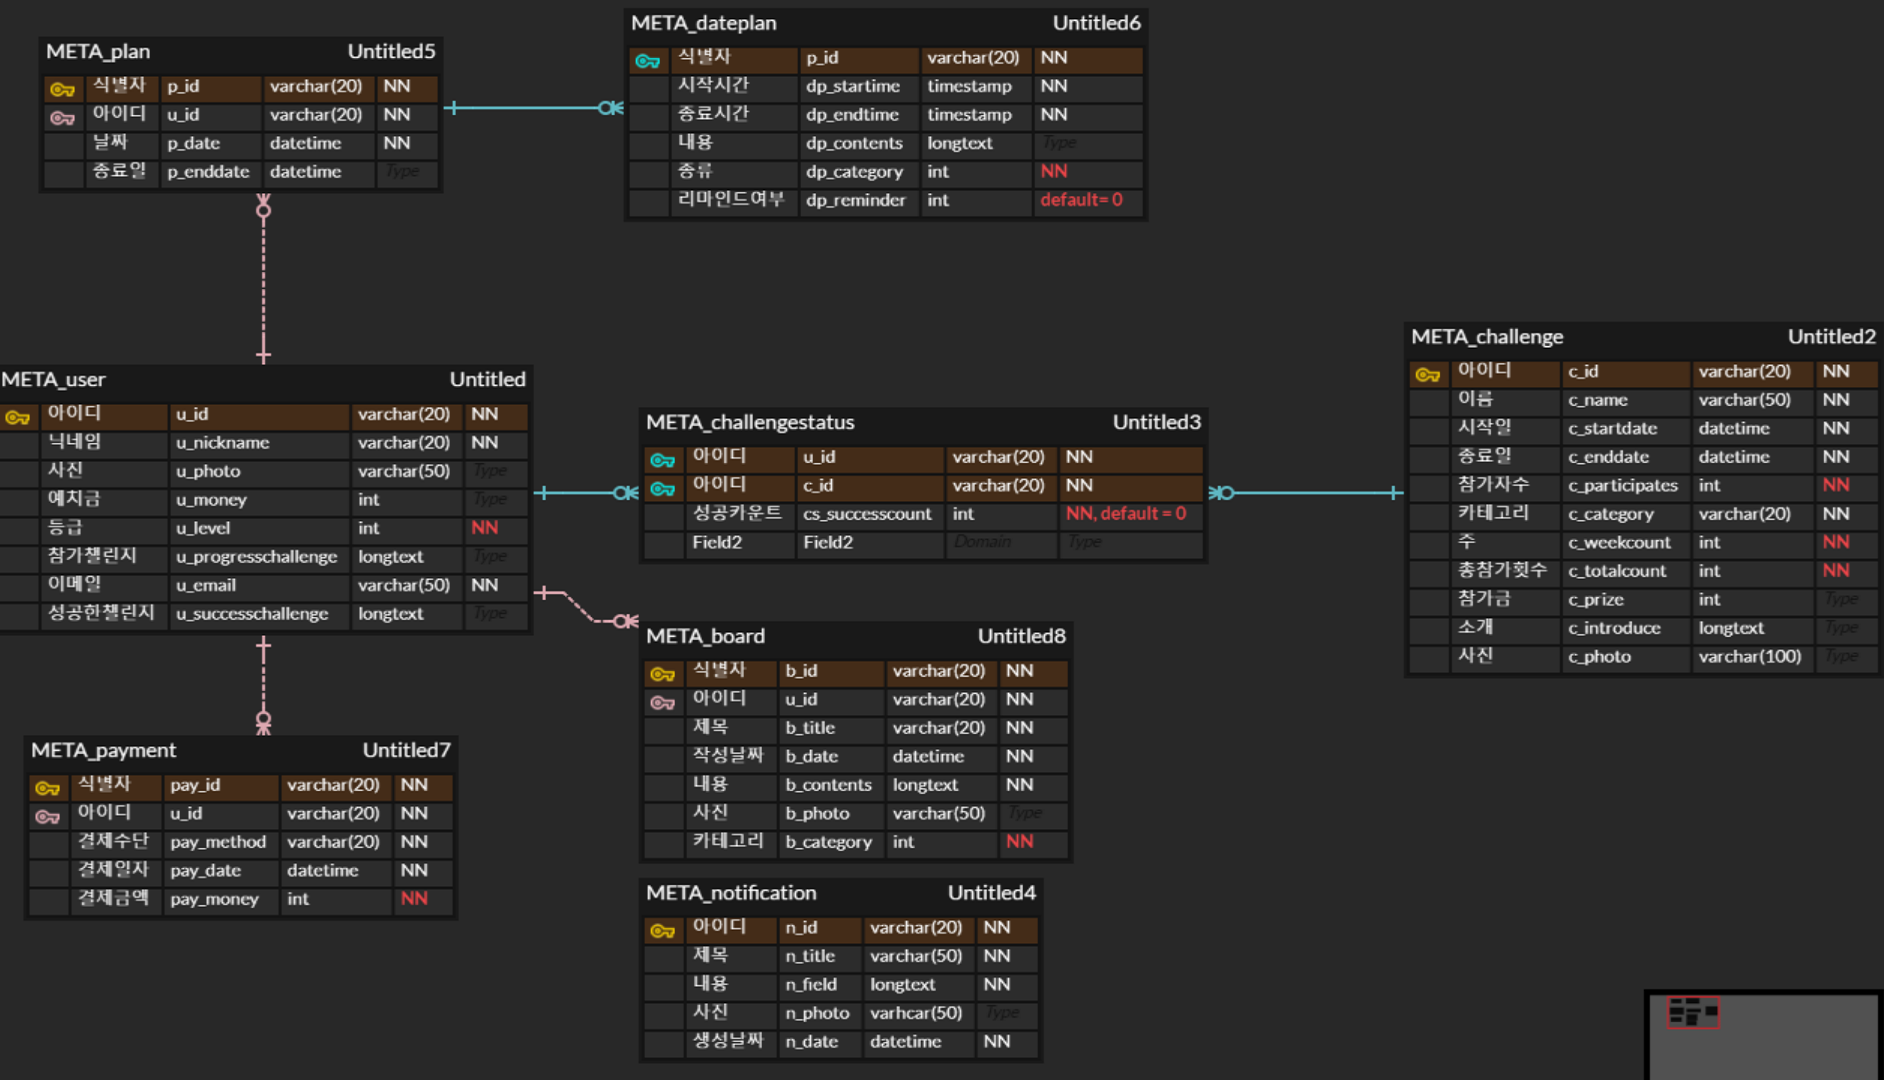 META_plan Untitled5
식별자 p_id varchar(20) NN
아이디 u_id varchar(20) NN
날짜 p_date datetime NN
종료일 p_enddate datetime Type
META_dateplan Untitled6
식별자 p_id varchar(20) NN
시작시간 dp_startime timestamp NN
종료시간 dp_endtime timestamp NN
내용 dp_contents longtext Type
종류 dp_category int NN
리마인드여부 dp_reminder int default= 0
META_user Untitled
아이디 u_id varchar(20) NN
닉네임 u_nickname varchar(20) NN
사진 u_photo varchar(50) Type
예치금 u_money int Type
등급 u_level int NN
참가챌린지 u_progresschallenge longtext Type
이메일 u_email varchar(50) NN
성공한챌린지 u_successchallenge longtext Type
META_challengestatus Untitled3
아이디 u_id varchar(20) NN
아이디 c_id varchar(20) NN
성공카운트 cs_successcount int NN, default = 0
Field2 Field2 Domain Type
META_challenge Untitled2
아이디 c_id varchar(20) NN
이름 c_name varchar(50) NN
시작일 c_startdate datetime NN
종료일 c_enddate datetime NN
참가자수 c_participates int NN
카테고리 c_category varchar(20) NN
주 c_weekcount int NN
총참가횟수 c_totalcount int NN
참가금 c_prize int Type
소개 c_introduce longtext Type
사진 c_photo varchar(100) Type
META_board Untitled8
식별자 b_id varchar(20) NN
아이디 u_id varchar(20) NN
제목 b_title varchar(20) NN
작성날짜 b_date datetime NN
내용 b_contents longtext NN
사진 b_photo varchar(50) Type
카테고리 b_category int NN
META_payment Untitled7
식별자 pay_id varchar(20) NN
아이디 u_id varchar(20) NN
결제수단 pay_method varchar(20) NN
결제일자 pay_date datetime NN
결제금액 pay_money int NN
META_notification Untitled4
아이디 n_id varchar(20) NN
제목 n_title varchar(50) NN
내용 n_field longtext NN
사진 n_photo varhcar(50) Type
생성날짜 n_date datetime NN